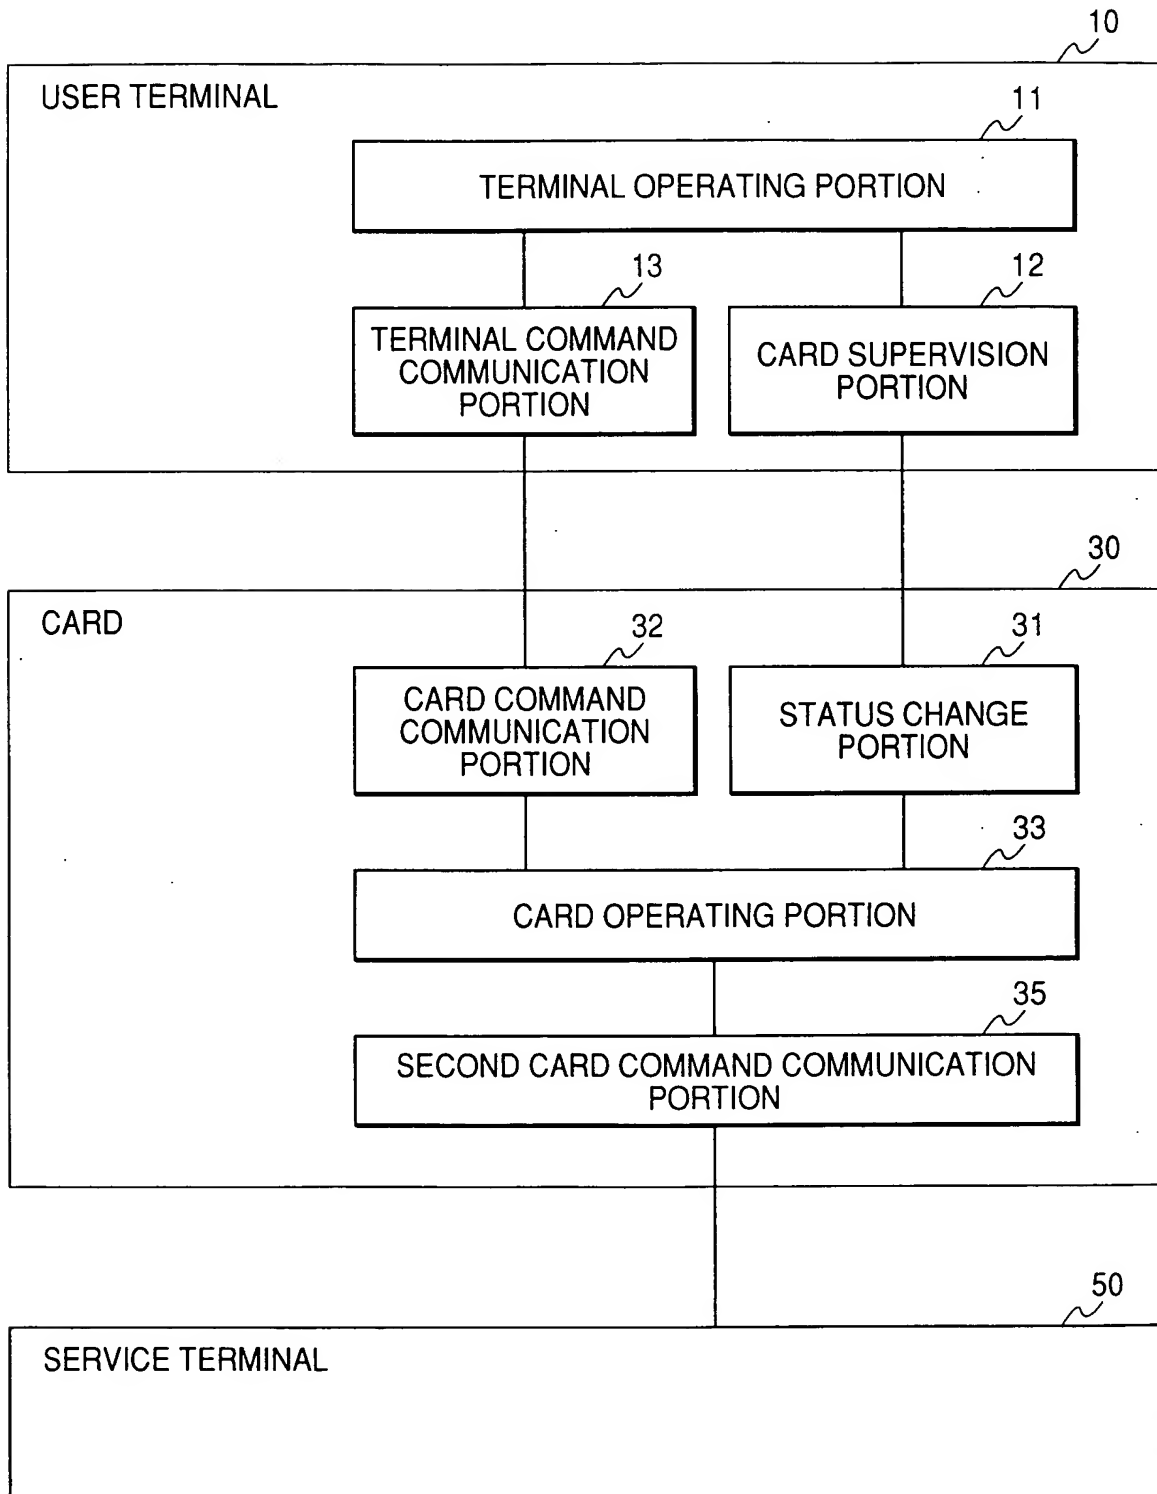 10
USER TERMINAL
11
TERMINAL OPERATING PORTION
13
12
TERMINAL COMMAND
COMMUNICATION
PORTION
CARD SUPERVISION
PORTION
30
CARD
32
31
CARD COMMAND
COMMUNICATION
PORTION
STATUS CHANGE
PORTION
33
CARD OPERATING PORTION
35
SECOND CARD COMMAND COMMUNICATION
PORTION
50
SERVICE TERMINAL